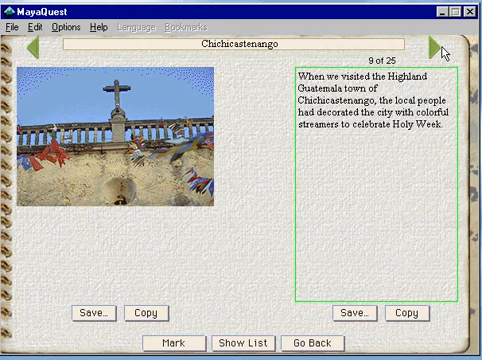 MayaQuest
File Edit Options Help Language Bookmarks
Chichicastenango
9 of 25
When we visited the Highland
Guatemala town of
Chichicastenango, the local people
had decorated the city with colorful
streamers to celebrate Holy Week.
Save... Copy Save... Copy
Mark Show List Go Back